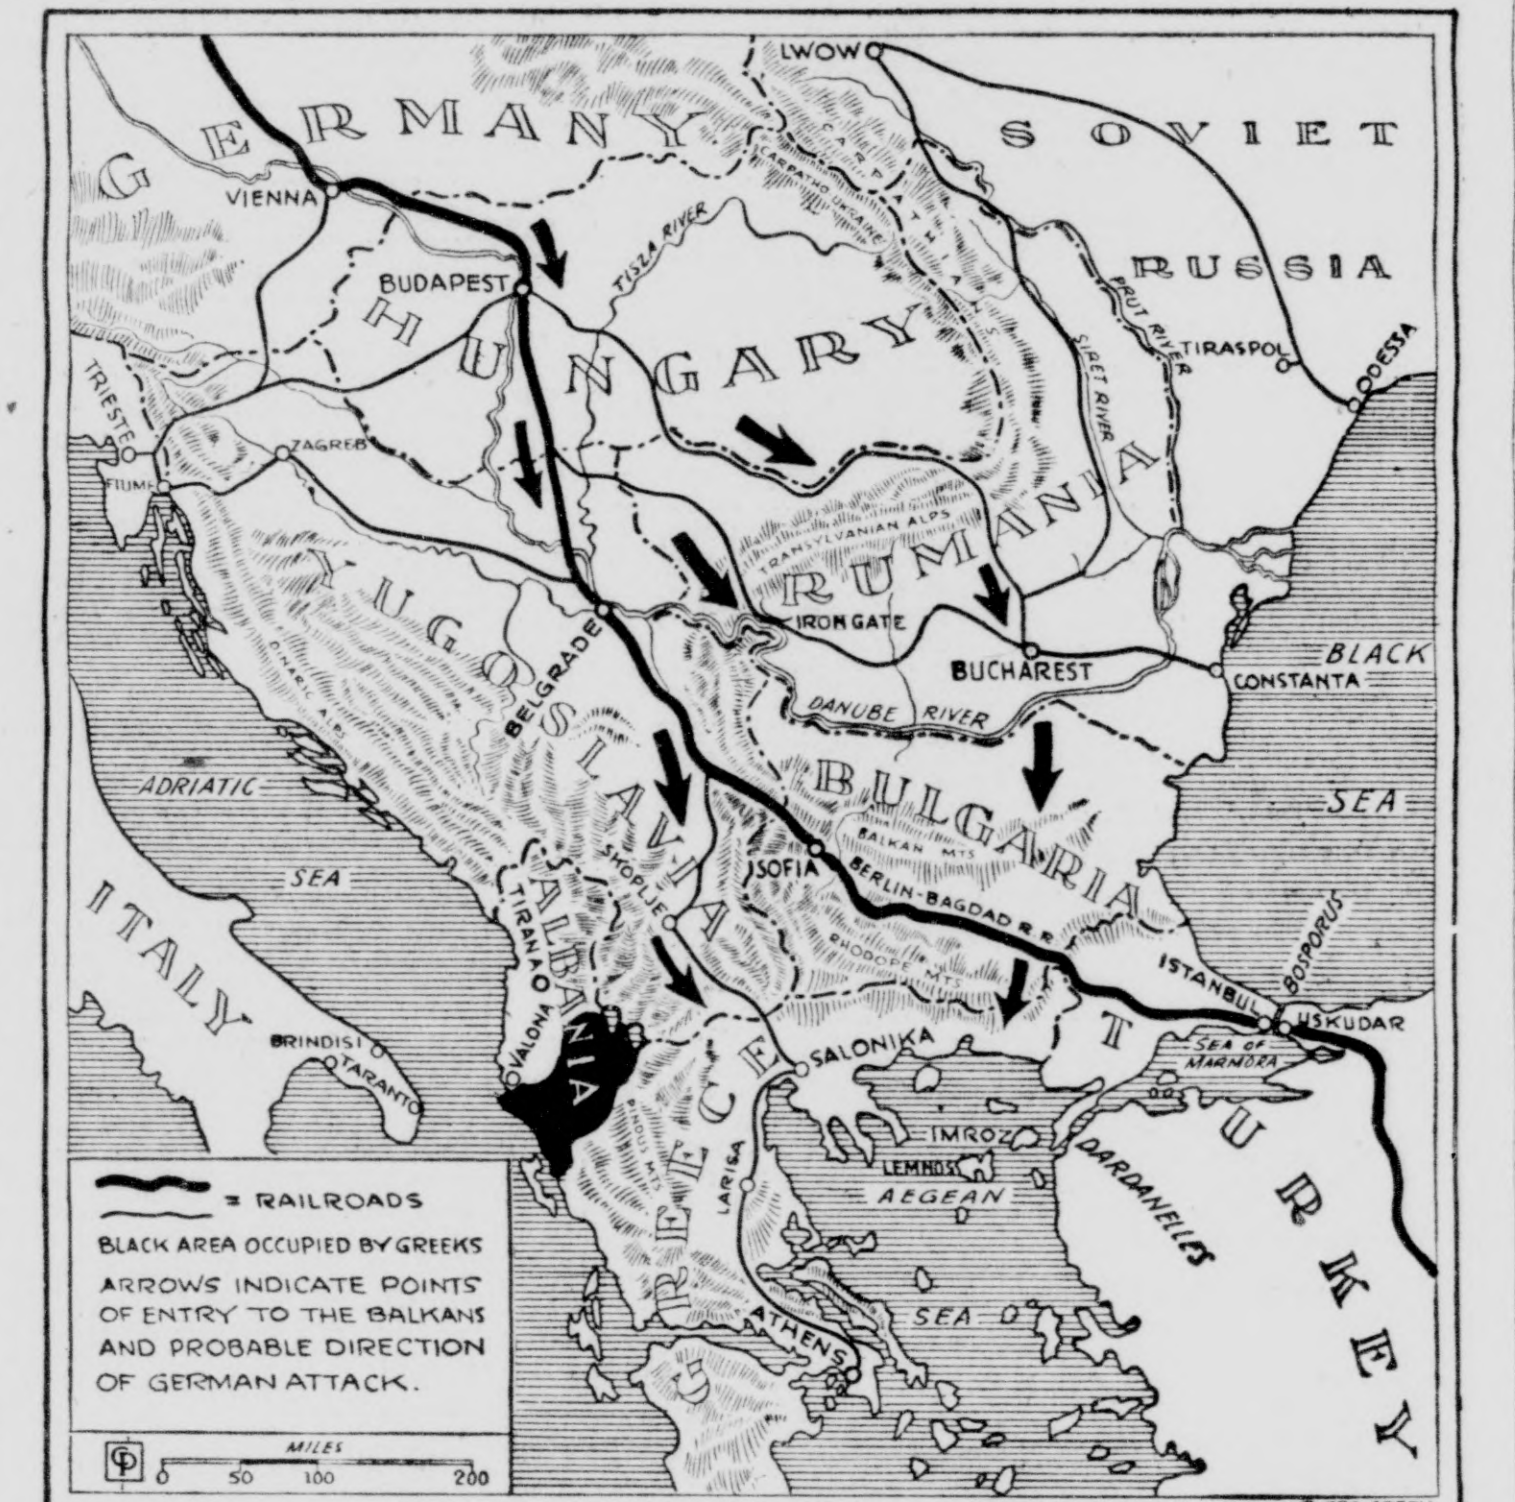 LWOW
GERMANY
SOVIET
RUSSIA
CARPATHIANS
CARPATHO UKRAINE
VIENNA
TISZA RIVER
BUDAPEST
HUNGARY
PRUT RIVER
SIRET RIVER
TIRASPOL
ODESSA
TRIESTE
ZAGREB
FIUME
TRANSYLVANIAN ALPS
RUMANIA
YUGOSLAVIA
IRON GATE
BELGRADE
BUCHAREST
BLACK
SEA
CONSTANTA
DINARIC ALPS
DANUBE RIVER
ADRIATIC
SEA
BULGARIA
BALKAN MTS
SOFIA
BERLIN-BAGDAD R.R.
SKOPLJE
ITALY
TIRANA
ALBANIA
RHODOPE MTS
ISTANBUL
BOSPORUS
USKUDAR
VALONA
BRINDISI
TARANTO
SALONIKA
SEA OF
MARMORA
TURKEY
GREECE
PINDUS MTS
LARISA
IMROZ
LEMNOS
AEGEAN
SEA
DARDANELLES
ATHENS
= RAILROADS
BLACK AREA OCCUPIED BY GREEKS
ARROWS INDICATE POINTS
OF ENTRY TO THE BALKANS
AND PROBABLE DIRECTION
OF GERMAN ATTACK.
MILES
0 50 100 200